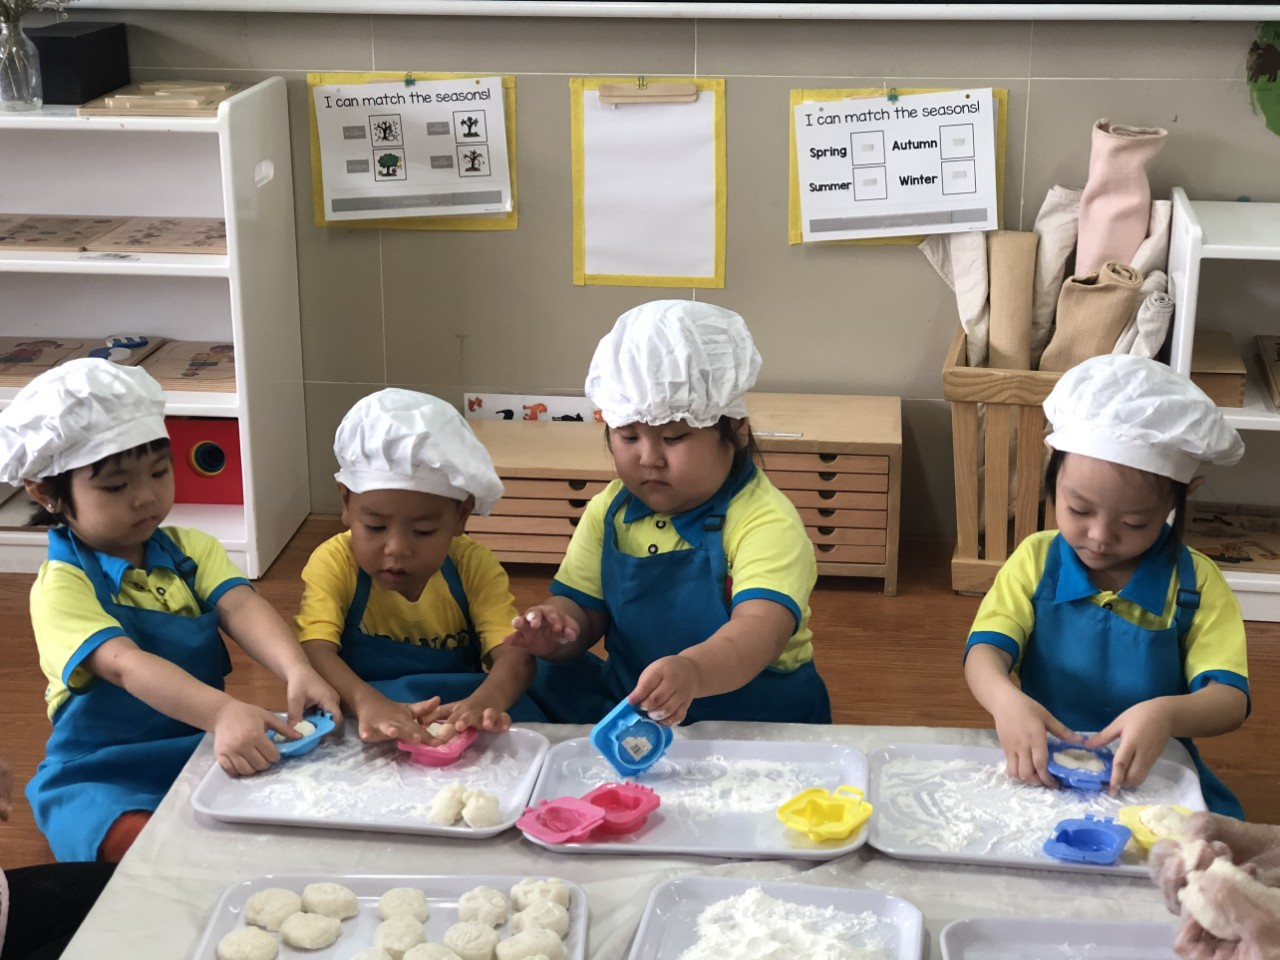 I can match the seasons!
I can match the seasons!
Spring
Autumn
Summer
Winter